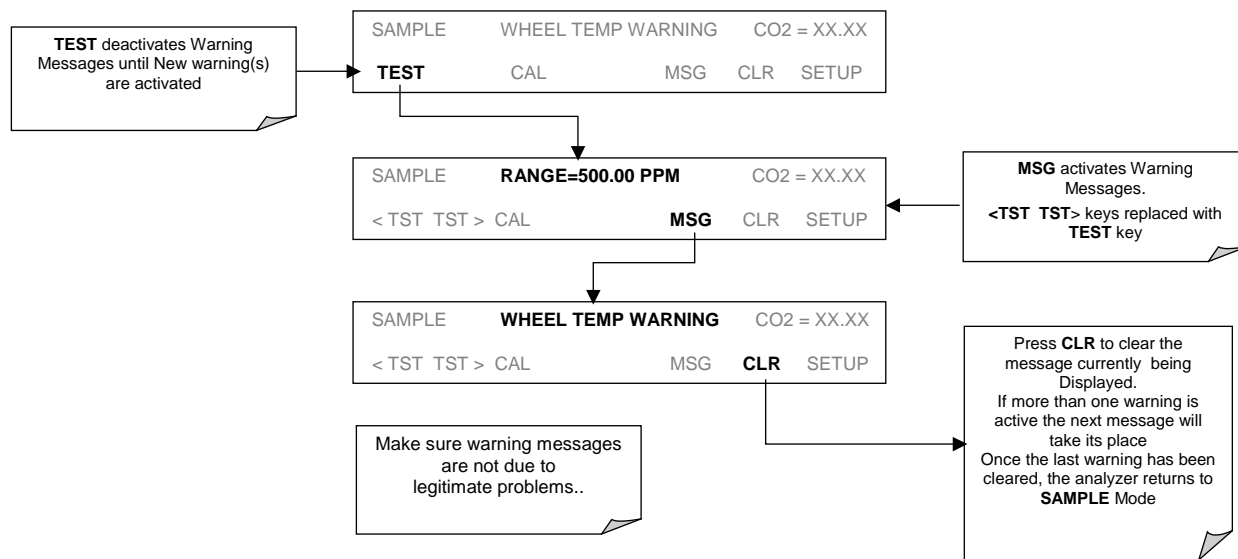 TEST deactivates Warning
Messages until New warning(s)
are activated
SAMPLE WHEEL TEMP WARNING CO2 = XX.XX
TEST CAL MSG CLR SETUP
SAMPLE RANGE=500.00 PPM CO2 = XX.XX
< TST TST > CAL MSG CLR SETUP
MSG activates Warning
Messages.
<TST TST> keys replaced with
TEST key
SAMPLE WHEEL TEMP WARNING CO2 = XX.XX
< TST TST > CAL MSG CLR SETUP
Make sure warning messages
are not due to
legitimate problems..
Press CLR to clear the
message currently being
Displayed.
If more than one warning is
active the next message will
take its place
Once the last warning has been
cleared, the analyzer returns to
SAMPLE Mode